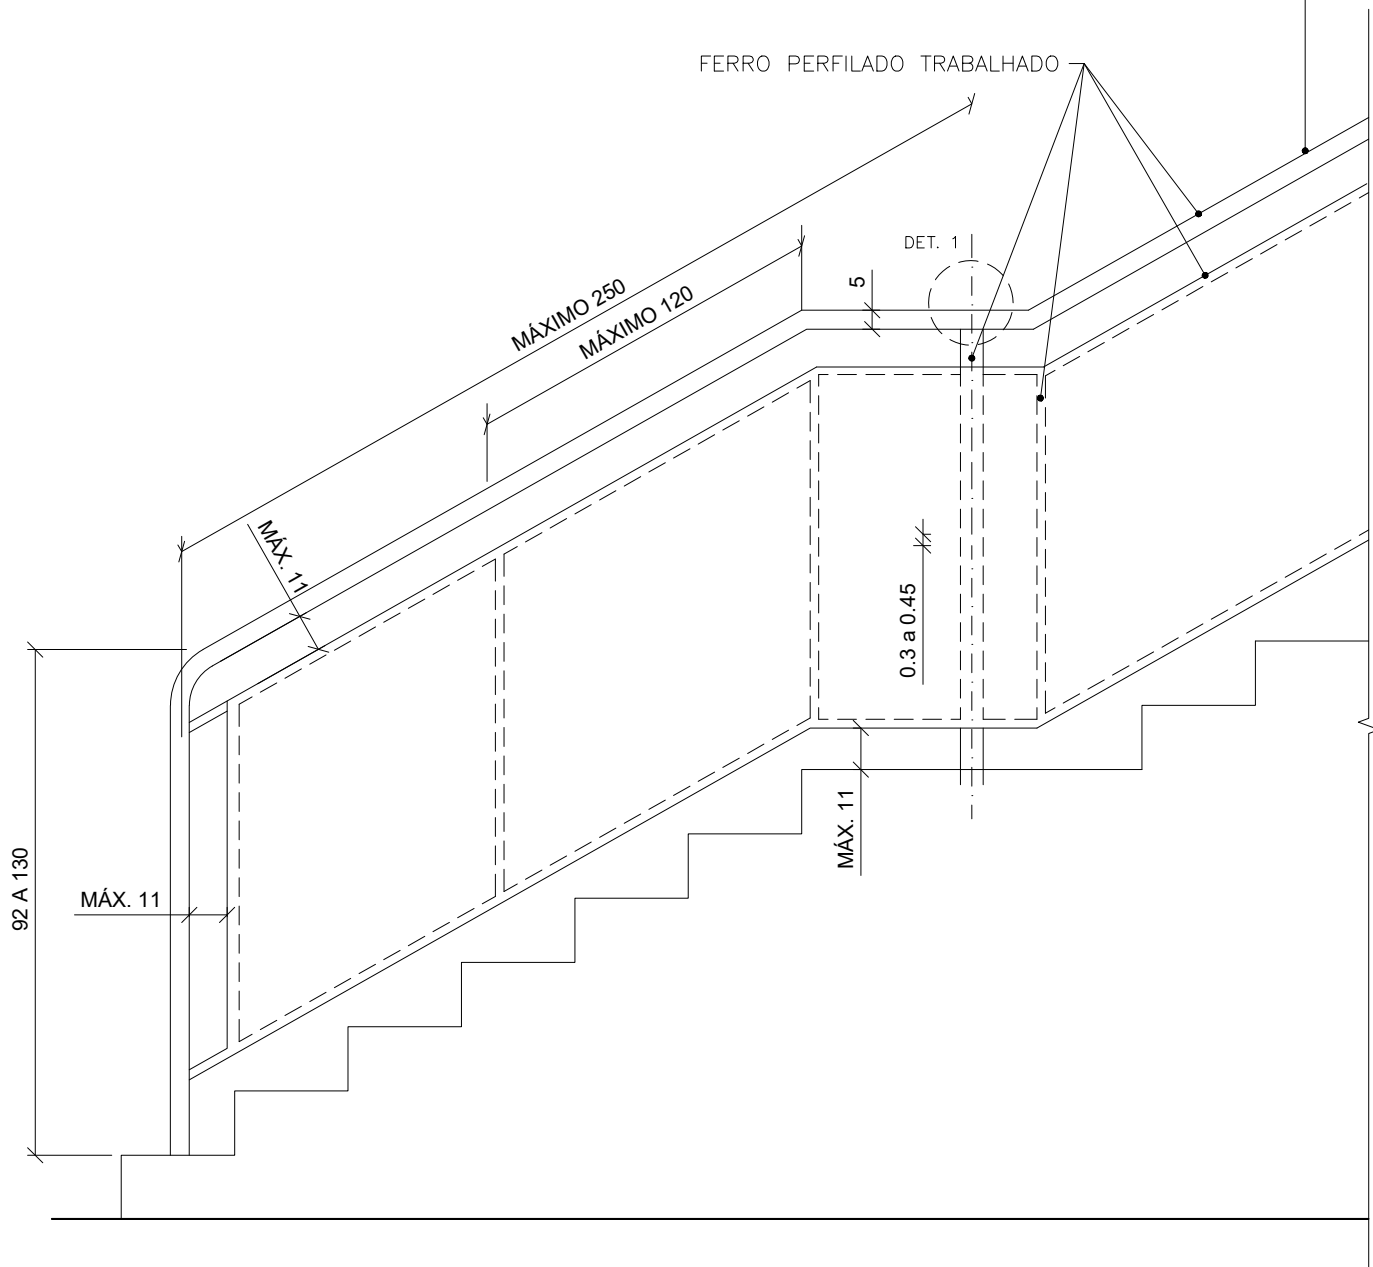 FERRO PERFILADO TRABALHADO
DET. 1
5
MÁXIMO 250
MÁXIMO 120
MÁX. 11
0.3 a 0.45
MÁX. 11
92 A 130
MÁX. 11